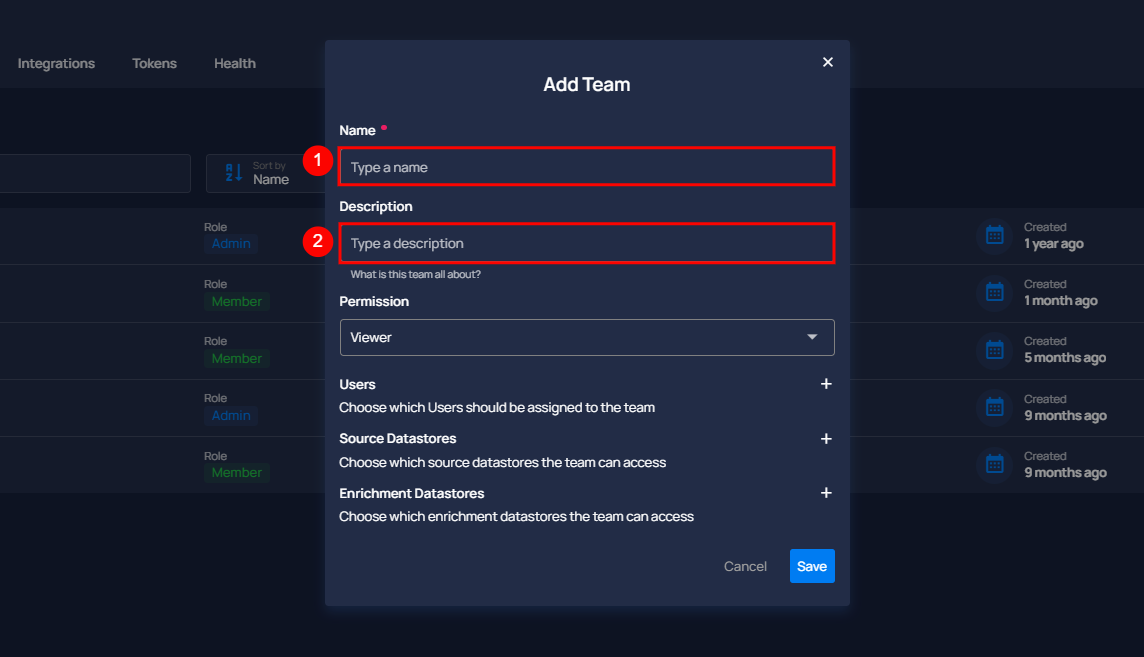 Integrations Tokens Health
Add Team
Name •
1
Type a name
Sort by
Name
Description
2
Type a description
What is this team all about?
Permission
Viewer
Users
Choose which Users should be assigned to the team
Source Datastores
Choose which source datastores the team can access
Enrichment Datastores
Choose which enrichment datastores the team can access
Cancel Save
Role
Admin
Created
1 year ago
Role
Member
Created
1 month ago
Role
Member
Created
5 months ago
Role
Admin
Created
9 months ago
Role
Member
Created
9 months ago